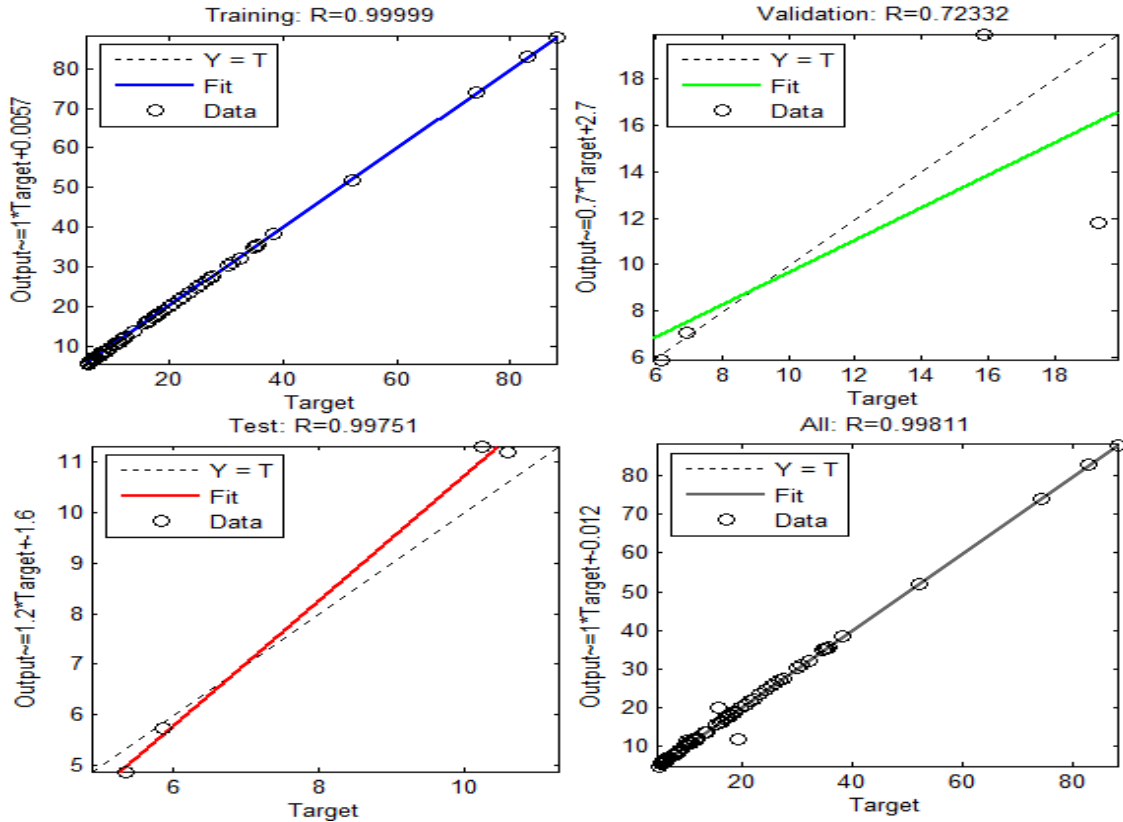 Training: R=0.99999
Output~=1*Target+0.0057
80
70
60
50
40
30
20
10
Y = T
Fit
Data
20
40
60
80
Target
Validation: R=0.72332
Output~=0.7*Target+2.7
18
16
14
12
10
8
6
Y = T
Fit
Data
6
8
10
12
14
16
18
Target
Test: R=0.99751
Output~=1.2*Target+-1.6
11
10
9
8
7
6
5
Y = T
Fit
Data
6
8
10
Target
All: R=0.99811
Output~=1*Target+-0.012
80
70
60
50
40
30
20
10
Y = T
Fit
Data
20
40
60
80
Target